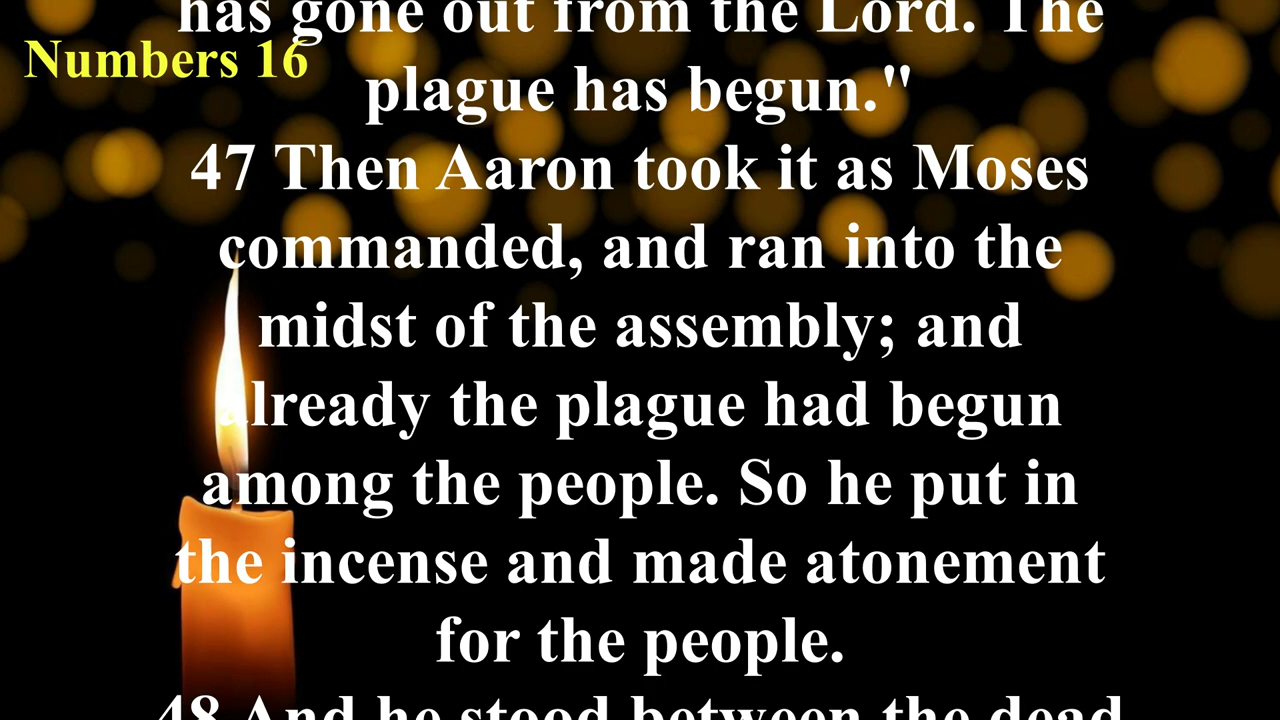 has gone out from the Lord. The
Numbers 16
plague has begun."
47 Then Aaron took it as Moses
commanded, and ran into the
midst of the assembly; and
already the plague had begun
among the people. So he put in
the incense and made atonement
for the people.
48 And he stood between the dead